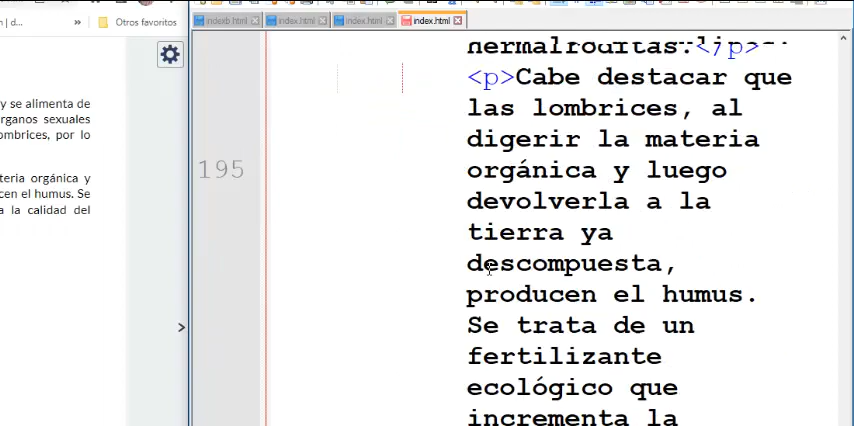 Otros favoritos
indexb.html
index.html
index.html
index.html
| d...
»
y se alimenta de
rganos sexuales
ombrices, por lo
teria orgánica y
cen el humus. Se
a la calidad del
>
195
</p>
<p>Cabe destacar que
las lombrices, al
digerir la materia
orgánica y luego
devolverla a la
tierra ya
descompuesta,
producen el humus.
Se trata de un
fertilizante
ecológico que
incrementa la